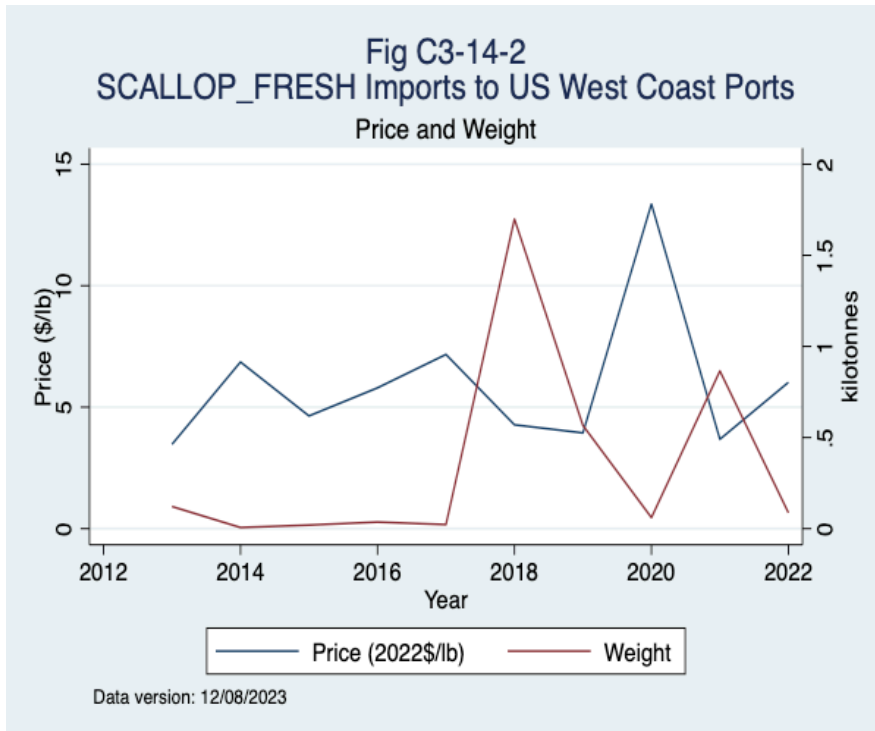 Fig C3-14-2
SCALLOP_FRESH Imports to US West Coast Ports
Price and Weight
Price ($/lb)
15
10
5
0
2
1.5
1
.5
0
kilotonnes
2012 2014 2016 2018 2020 2022
Year
Price (2022$/lb) Weight
Data version: 12/08/2023